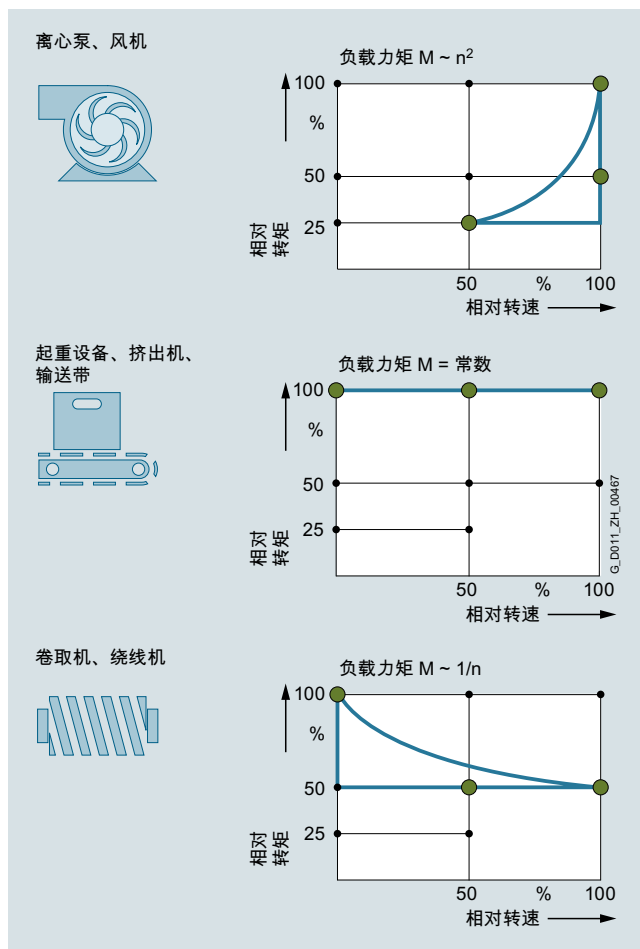 离心泵、风机
负载力矩 M ~ n²
100
%
50
25
相对
转矩
50 % 100
相对转速
起重设备、挤出机、
输送带
负载力矩 M = 常数
100
%
50
25
相对
转矩
50 % 100
相对转速
G_D011_ZH_00467
卷取机、绕线机
负载力矩 M ~ 1/n
100
%
50
25
相对
转矩
50 % 100
相对转速